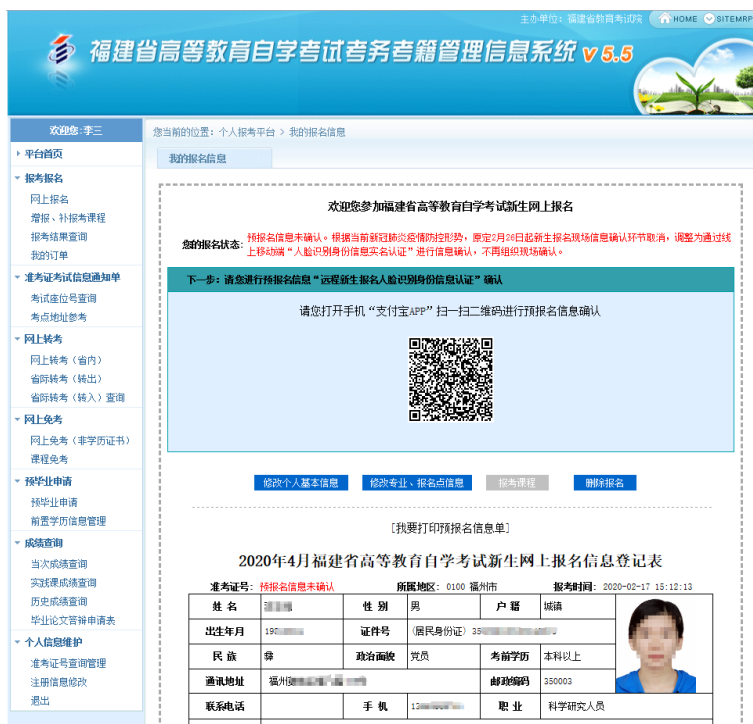 主办单位：福建省教育考试院 HOME SITEMAP
福建省高等教育自学考试考务考籍管理信息系统 V 5.5
欢迎您:李三
平台首页
报考报名
网上报名
增报、补报考课程
报考结果查询
我的订单
准考证考试信息通知单
考试座位号查询
考点地址参考
网上转考
网上转考（省内）
省际转考（转出）
省际转考（转入）查询
网上免考
网上免考（非学历证书）
课程免考
预毕业申请
预毕业申请
前置学历信息管理
成绩查询
当次成绩查询
实践课成绩查询
历史成绩查询
毕业论文答辩申请表
个人信息维护
准考证号查询管理
注册信息修改
退出
您当前的位置：个人报考平台 > 我的报名信息
我的报名信息
欢迎您参加福建省高等教育自学考试新生网上报名
您的报名状态：预报名信息未确认。根据当前新冠肺炎疫情防控形势，原定2月26日起新生报名现场信息确认环节取消，调整为通过线
上移动端“人脸识别身份信息实名认证”进行信息确认，不再组织现场确认。
下一步：请您进行预报名信息“远程新生报名人脸识别身份信息认证”确认
请您打开手机“支付宝APP”扫一扫二维码进行预报名信息确认
修改个人基本信息 修改专业、报名点信息 报考课程 删除报名
[我要打印预报名信息单]
2020年4月福建省高等教育自学考试新生网上报名信息登记表
准考证号：预报名信息未确认 所属地区：0100 福州市 报考时间：2020-02-17 15:12:13
姓 名 性 别 男 户 籍 城镇
出生年月 19 证件号 (居民身份证) 35
民 族 彝 政治面貌 党员 考前学历 本科以上
通讯地址 福州 邮政编码 350003
联系电话 手 机 13 职 业 科学研究人员